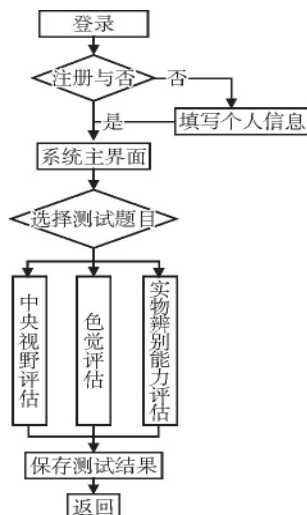 登录
注册与否
否
是
填写个人信息
系统主界面
选择测试题目
中央视野评估
色觉评估
实物辨别能力评估
保存测试结果
返回